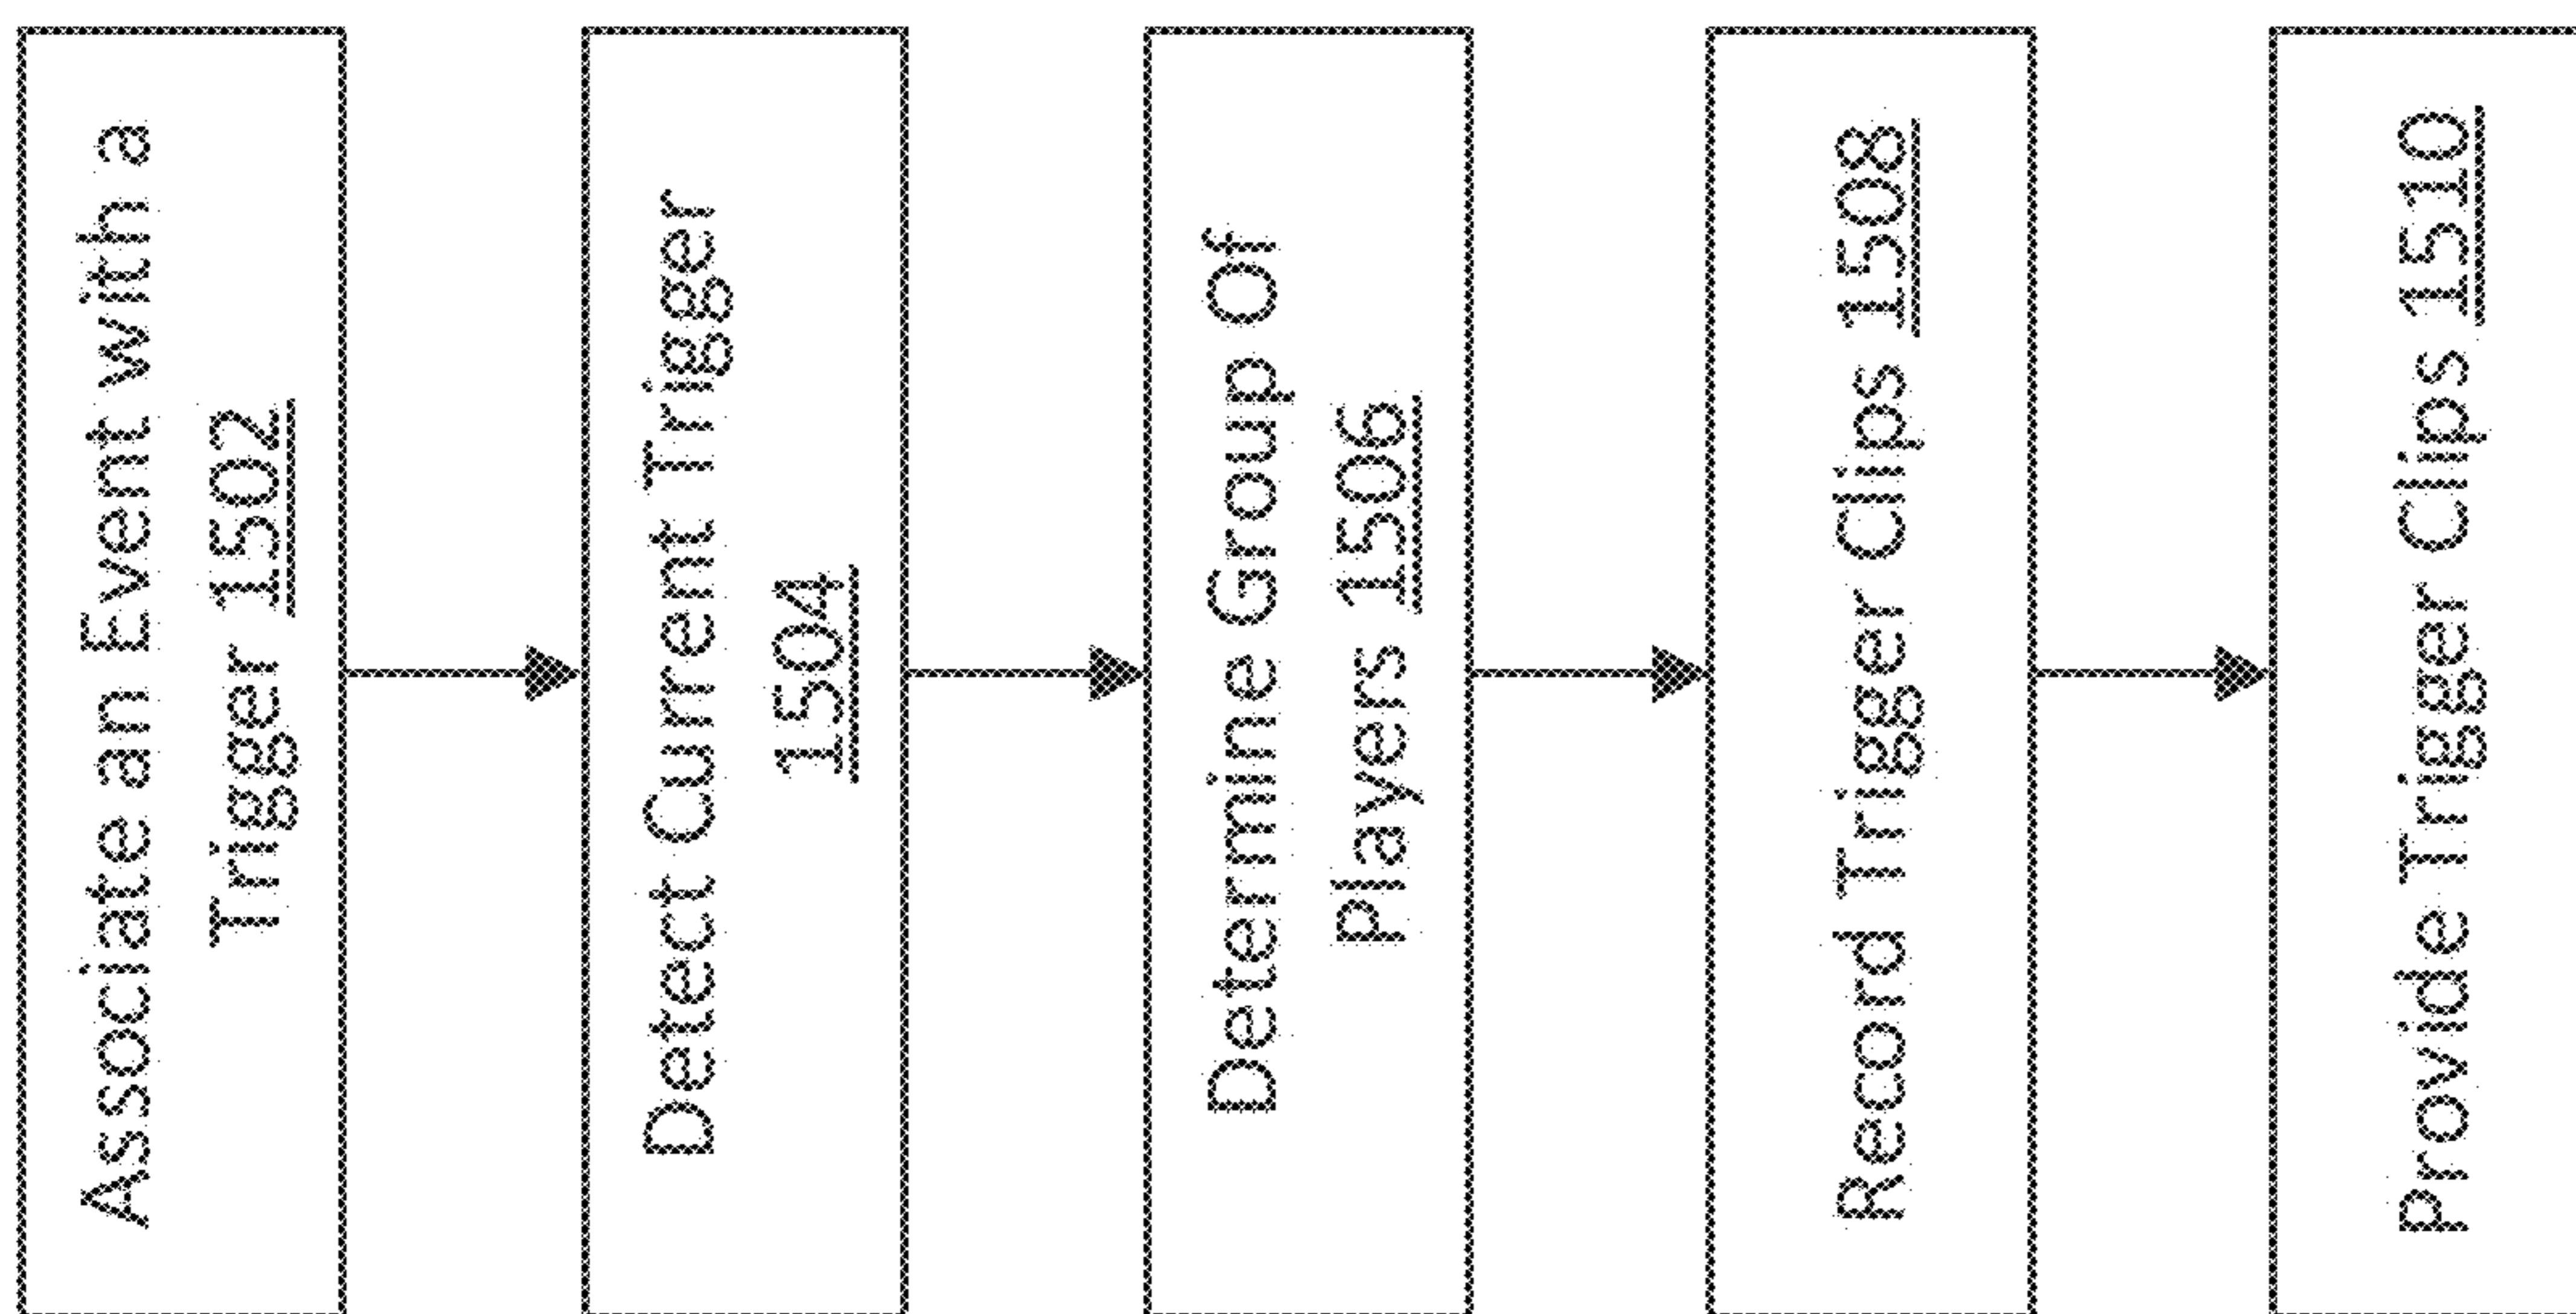 Associate an Event with a
Trigger 1502
Detect Current Trigger
1504
Determine Group Of
Players 1506
Record Trigger Clips 1508
Provide Trigger Clips 1510